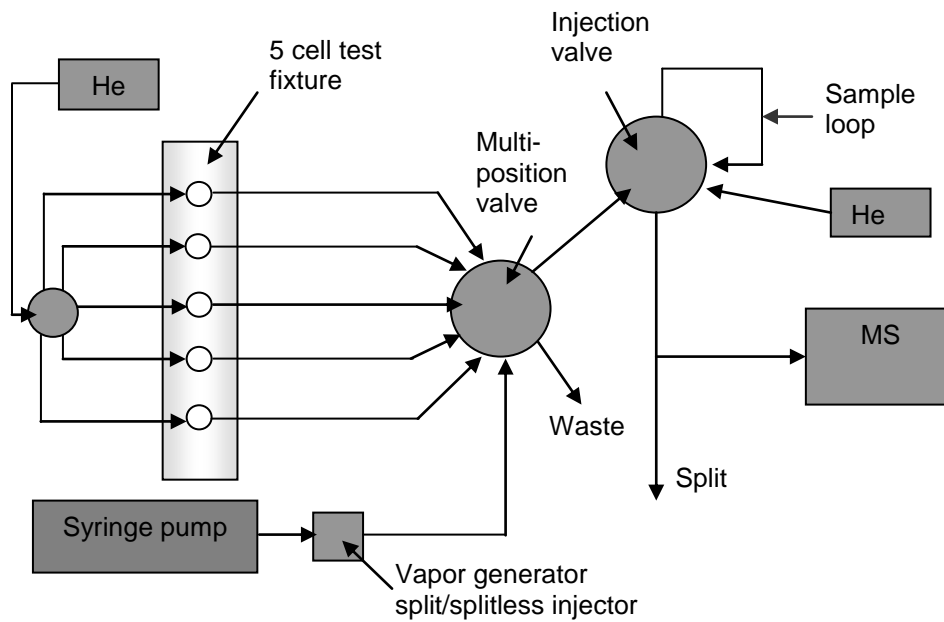 He
5 cell test
fixture
Injection
valve
Sample
loop
Multi-
position
valve
He
MS
Waste
Split
Syringe pump
Vapor generator
split/splitless injector